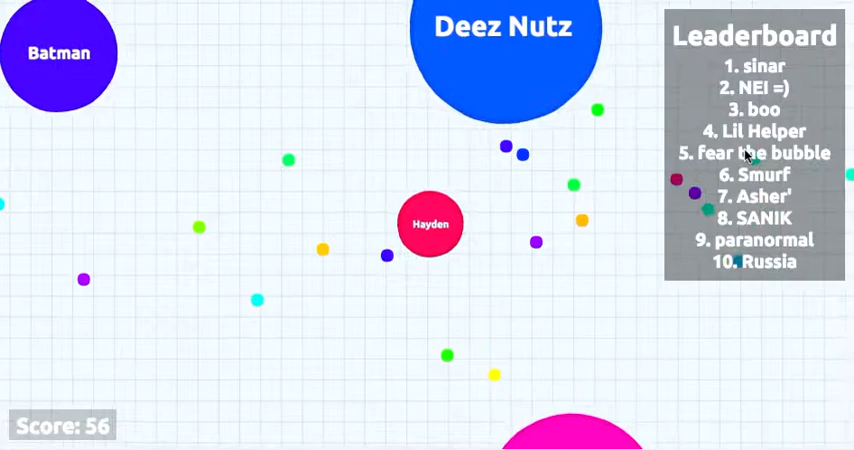 Batman
Deez Nutz
Hayden
Leaderboard
1. sinar
2. NEI =)
3. boo
4. Lil Helper
5. fear the bubble
6. Smurf
7. Asher'
8. SANIK
9. paranormal
10. Russia
Score: 56